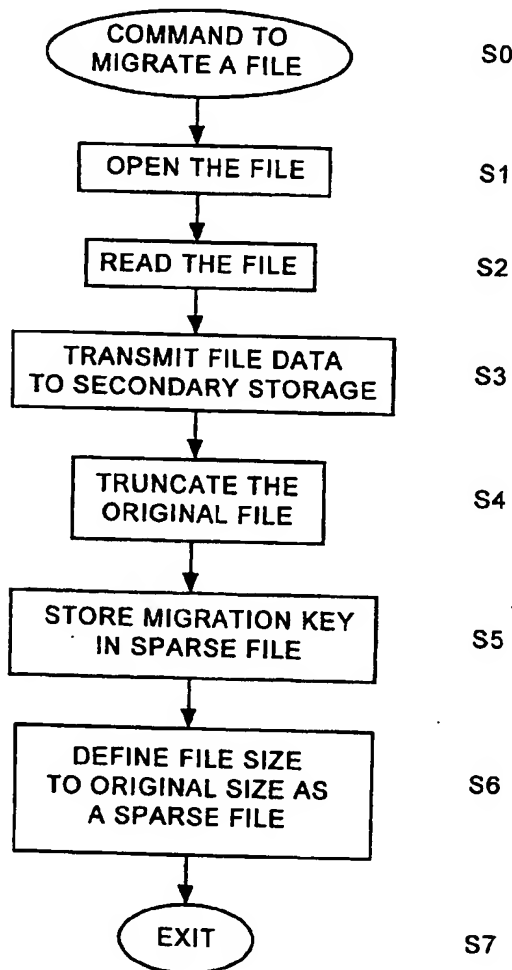 COMMAND TO
MIGRATE A FILE
S0
OPEN THE FILE
S1
READ THE FILE
S2
TRANSMIT FILE DATA
TO SECONDARY STORAGE
S3
TRUNCATE THE
ORIGINAL FILE
S4
STORE MIGRATION KEY
IN SPARSE FILE
S5
DEFINE FILE SIZE
TO ORIGINAL SIZE AS
A SPARSE FILE
S6
EXIT
S7